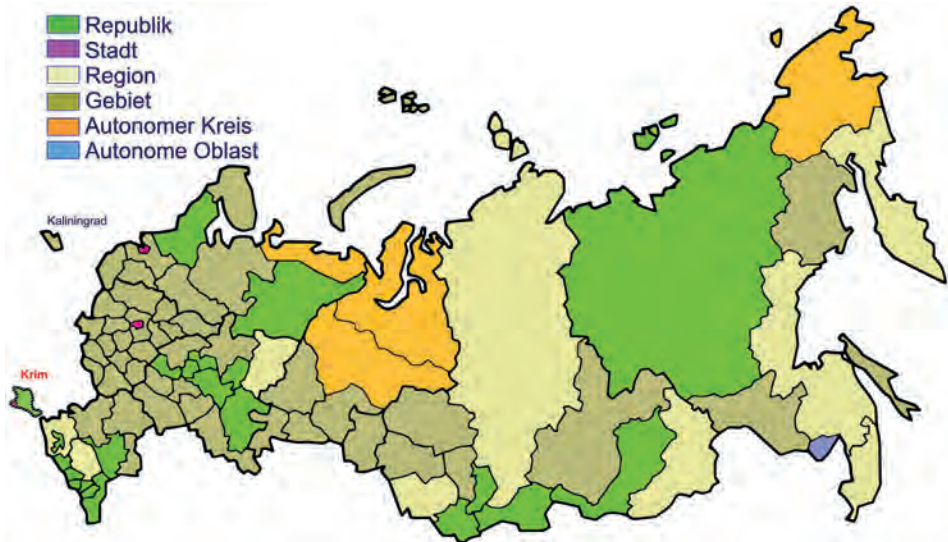 Republik
Stadt
Region
Gebiet
Autonomer Kreis
Autonome Oblast
Kaliningrad
Krim